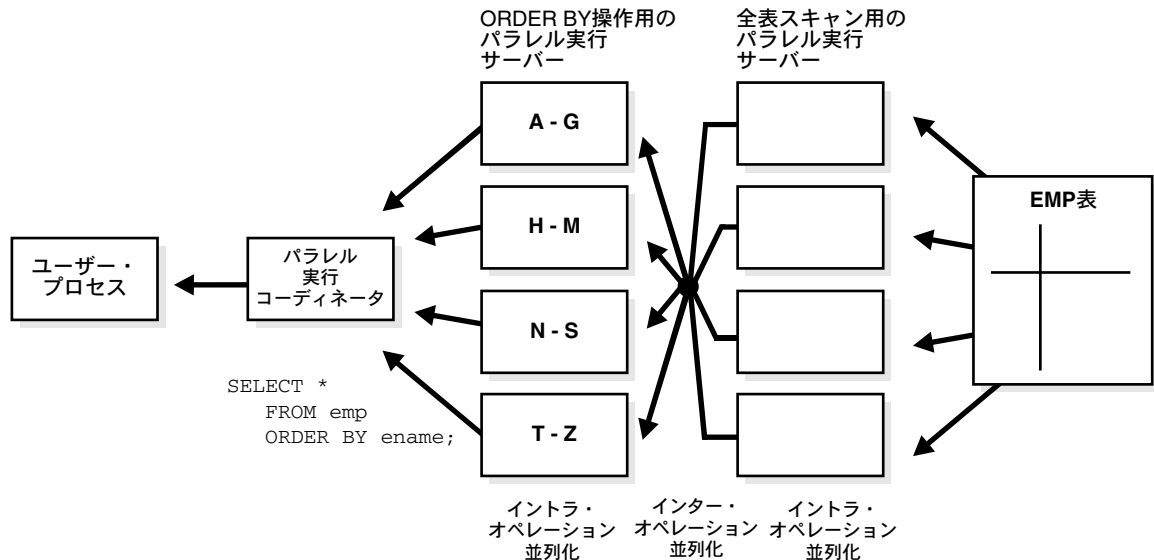 ORDER BY操作用の
パラレル実行
サーバー
全表スキャン用の
パラレル実行
サーバー
A - G
H - M
N - S
T - Z
EMP表
ユーザー・
プロセス
パラレル
実行
コーディネータ
SELECT *
FROM emp
ORDER BY ename;
イントラ・
オペレーション
並列化
インター・
オペレーション
並列化
イントラ・
オペレーション
並列化